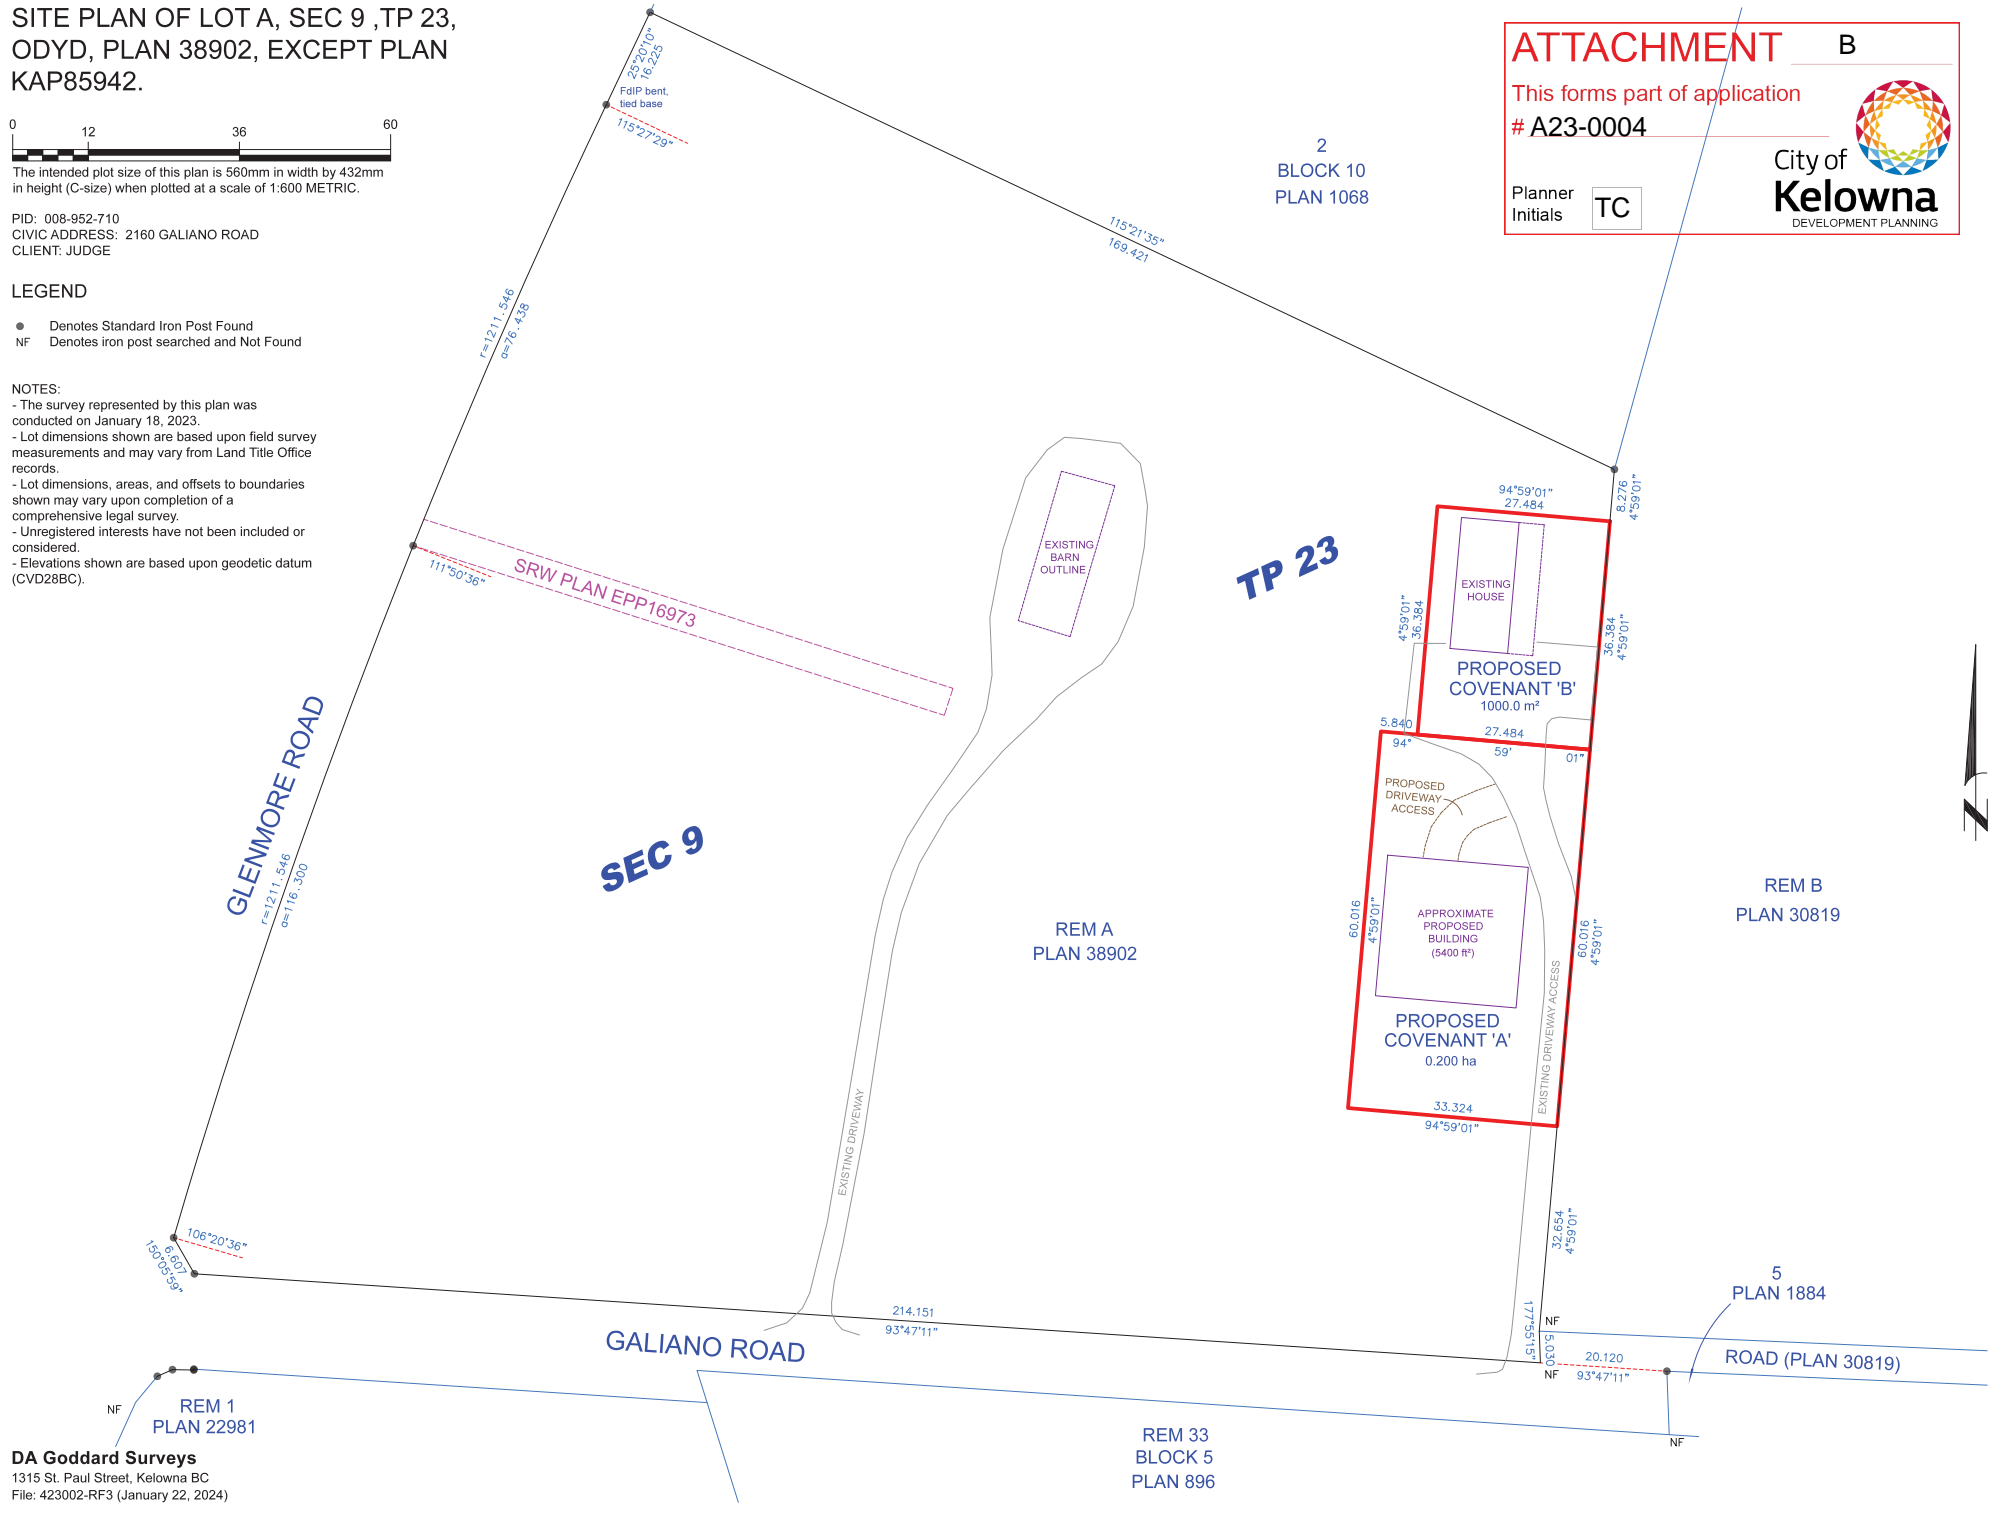 SITE PLAN OF LOT A, SEC 9 ,TP 23,
ODYD, PLAN 38902, EXCEPT PLAN
KAP85942.
0 12 36 60
The intended plot size of this plan is 560mm in width by 432mm
in height (C-size) when plotted at a scale of 1:600 METRIC.
PID: 008-952-710
CIVIC ADDRESS: 2160 GALIANO ROAD
CLIENT: JUDGE
LEGEND
Denotes Standard Iron Post Found
NF Denotes iron post searched and Not Found
NOTES:
- The survey represented by this plan was
conducted on January 18, 2023.
- Lot dimensions shown are based upon field survey
measurements and may vary from Land Title Office
records.
- Lot dimensions, areas, and offsets to boundaries
shown may vary upon completion of a
comprehensive legal survey.
- Unregistered interests have not been included or
considered.
- Elevations shown are based upon geodetic datum
(CVD28BC).
ATTACHMENT B
This forms part of application
# A23-0004
City of
Kelowna
DEVELOPMENT PLANNING
Planner
Initials
TC
25°20'10"
16.225
FdIP bent,
tied base
115°27'29"
2
BLOCK 10
PLAN 1068
115°21'35"
169.421
r=1211.546
a=76.438
8.276
4°59'01"
94°59'01"
27.484
EXISTING
BARN
OUTLINE
TP 23
EXISTING
HOUSE
4°59'01"
36.384
36.384
4°59'01"
111°50'36"
SRW PLAN EPP16973
PROPOSED
COVENANT 'B'
1000.0 m²
5.840
27.484
94°
59'
01"
PROPOSED
DRIVEWAY
ACCESS
GLENMORE ROAD
r=1211.546
a=116.300
SEC 9
REM A
PLAN 38902
60.016
4°59'01"
APPROXIMATE
PROPOSED
BUILDING
(5400 ft²)
60.016
4°59'01"
REM B
PLAN 30819
N
PROPOSED
COVENANT 'A'
0.200 ha
EXISTING DRIVEWAY ACCESS
33.324
94°59'01"
EXISTING DRIVEWAY
32.654
4°59'01"
106°20'36"
6.607
150°05'59"
214.151
93°47'11"
GALIANO ROAD
177°55'15"
5.030
NF
NF
20.120
93°47'11"
5
PLAN 1884
ROAD (PLAN 30819)
NF
REM 1
PLAN 22981
REM 33
BLOCK 5
PLAN 896
NF
DA Goddard Surveys
1315 St. Paul Street, Kelowna BC
File: 423002-RF3 (January 22, 2024)